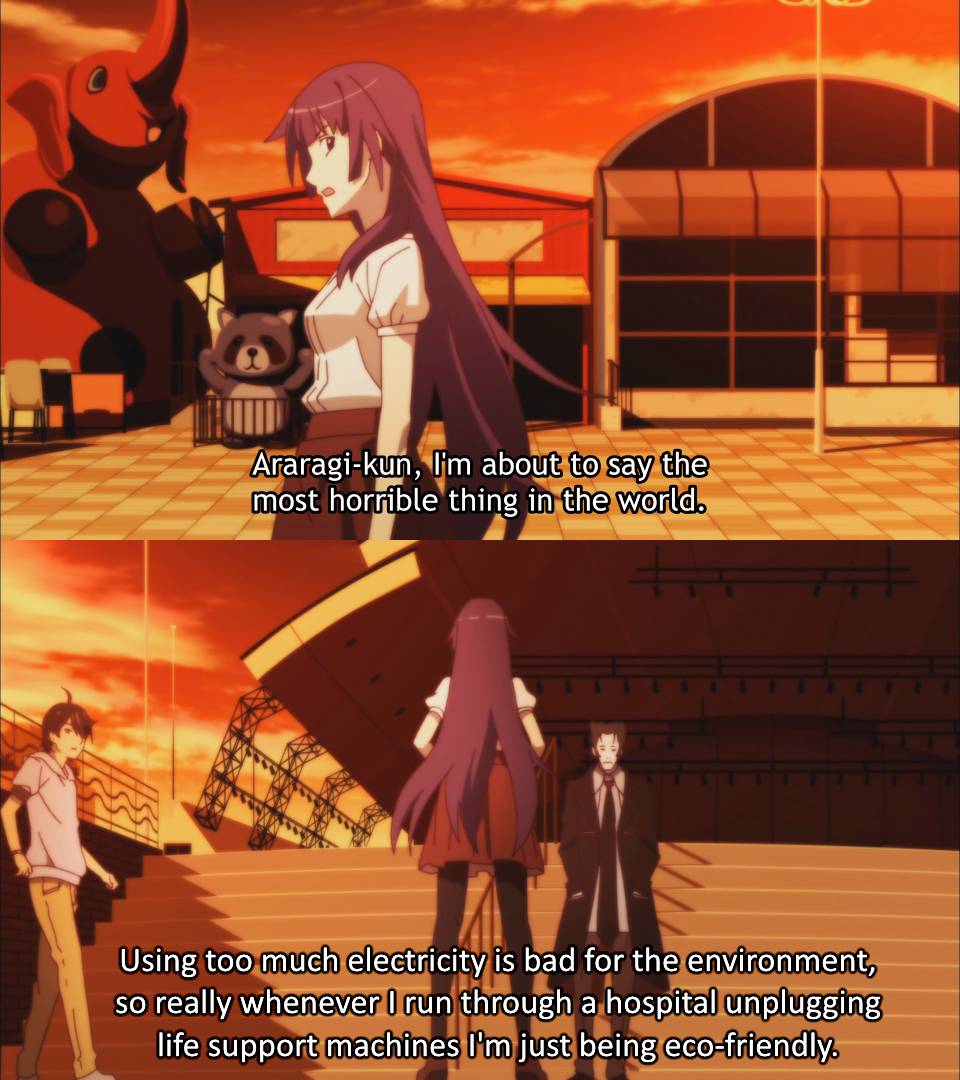 Araragi-kun, I'm about to say the
most horrible thing in the world.
Using too much electricity is bad for the environment,
so really whenever I run through a hospital unplugging
life support machines I'm just being eco-friendly.